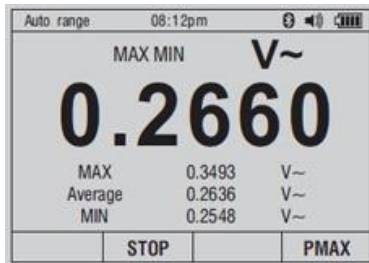 Auto range 08:12pm
MAX MIN V~
0.2660
MAX 0.3493 V~
Average 0.2636 V~
MIN 0.2548 V~
STOP PMAX